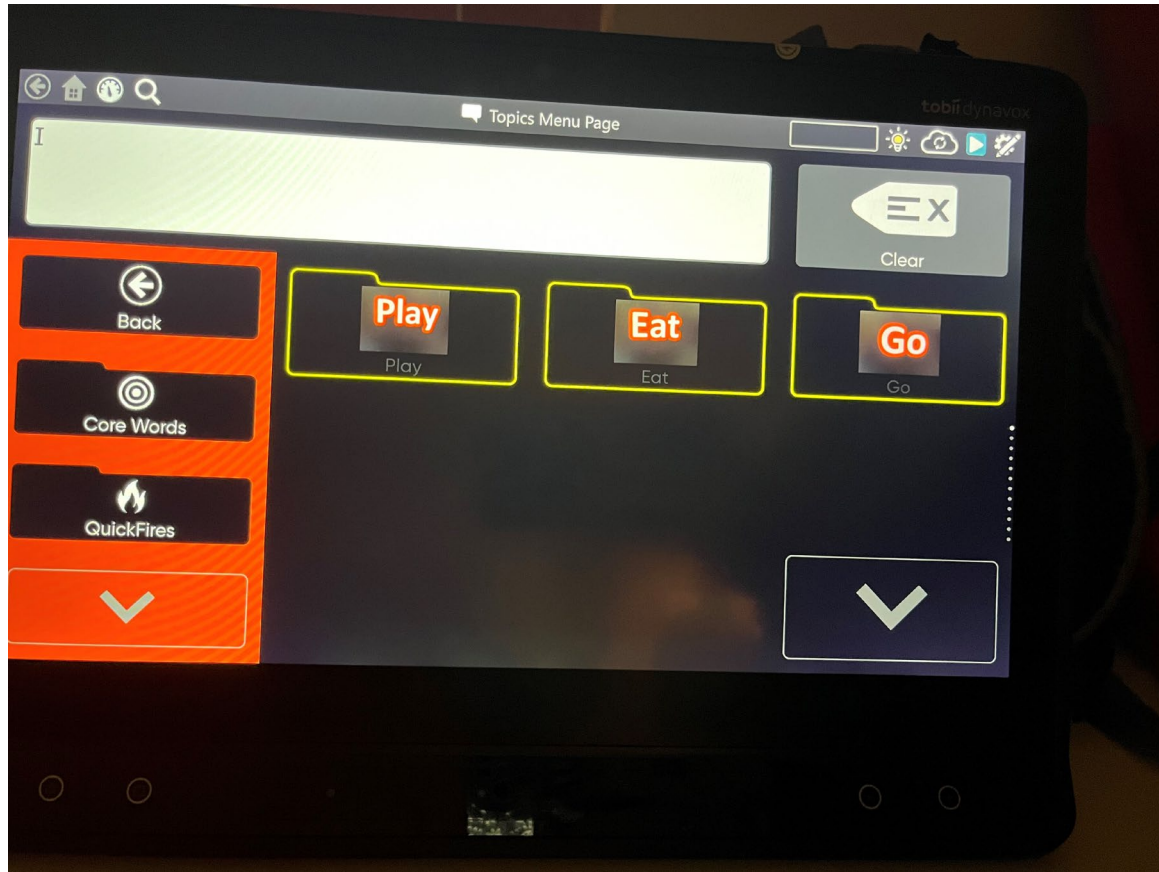 tobii dynavox
Topics Menu Page
Clear
Back
Play
Play
Eat
Eat
Go
Go
Core Words
QuickFires